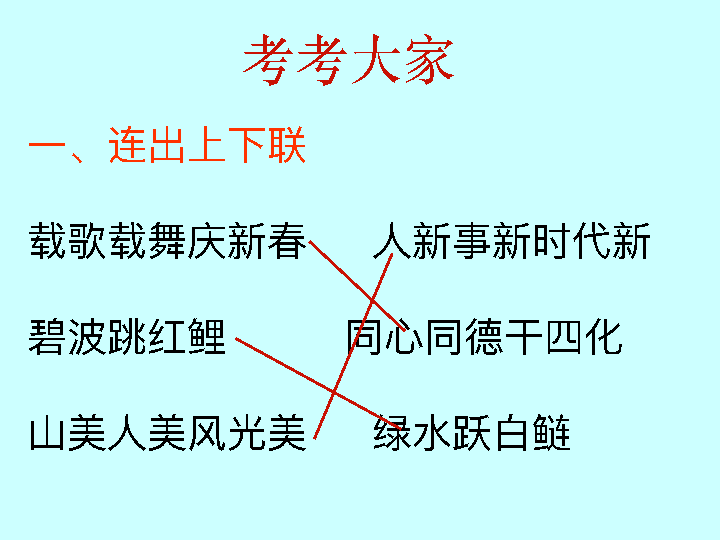 考考大家
一、连出上下联
载歌载舞庆新春 人新事新时代新
碧波跳红鲤 同心同德干四化
山美人美风光美 绿水跃白鲢